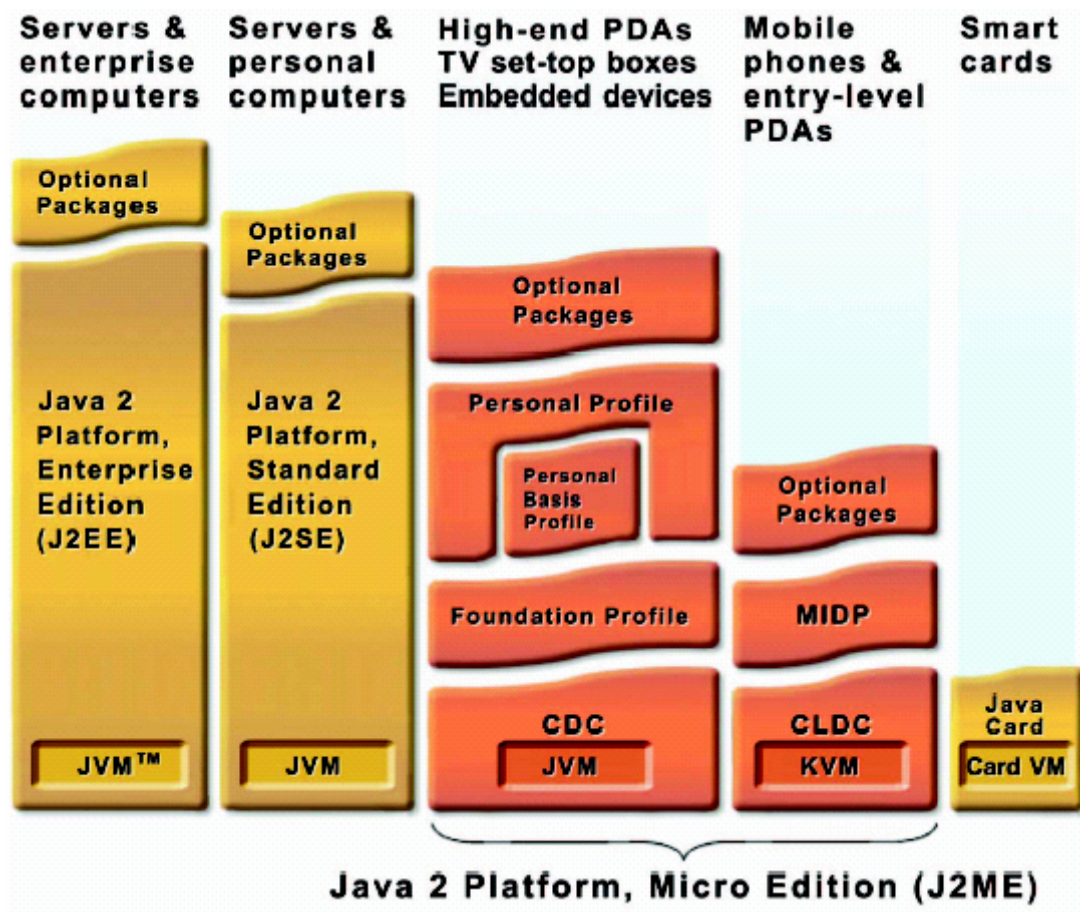 Servers &
enterprise
computers
Servers &
personal
computers
High-end PDAs
TV set-top boxes
Embedded devices
Mobile
phones &
entry-level
PDAs
Smart
cards
Optional
Packages
Java 2
Platform,
Enterprise
Edition
(J2EE)
JVM™
Optional
Packages
Java 2
Platform,
Standard
Edition
(J2SE)
JVM
Optional
Packages
Personal Profile
Personal
Basis
Profile
Foundation Profile
CDC
JVM
Optional
Packages
MIDP
CLDC
KVM
Java
Card
Card VM
Java 2 Platform, Micro Edition (J2ME)